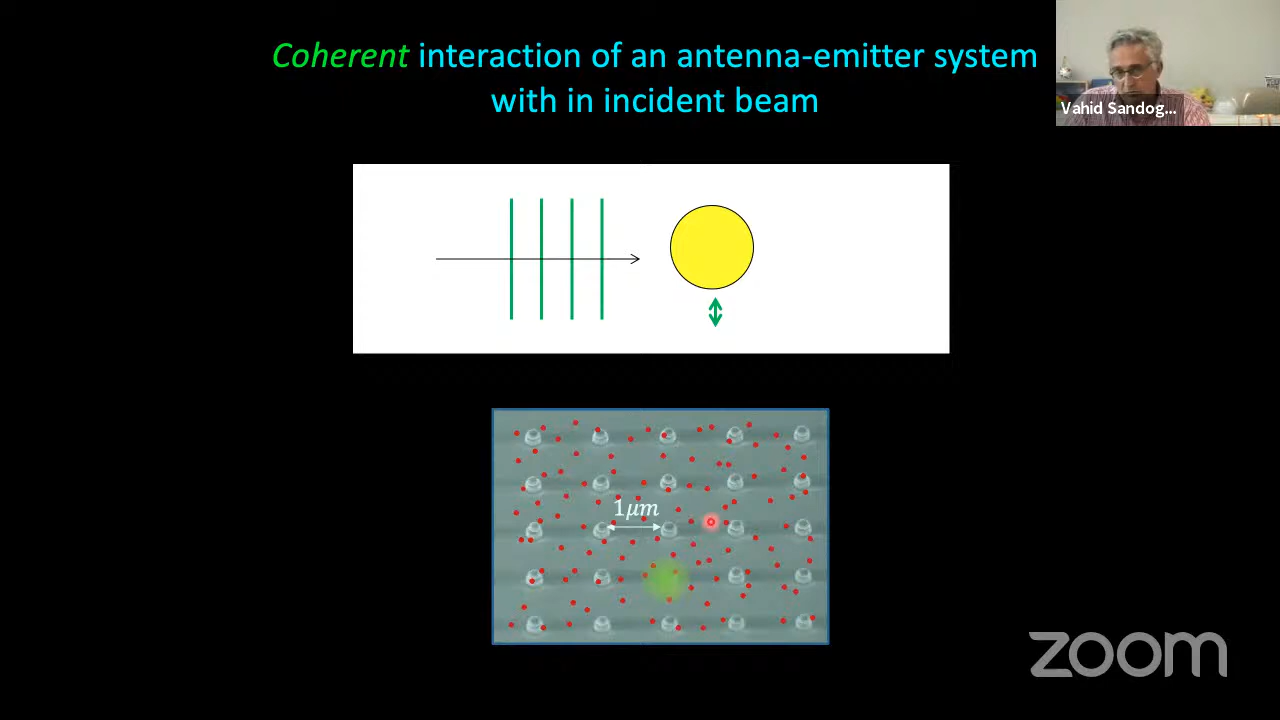 Coherent interaction of an antenna-emitter system
with in incident beam
Vahid Sandog...
1μm
zoom